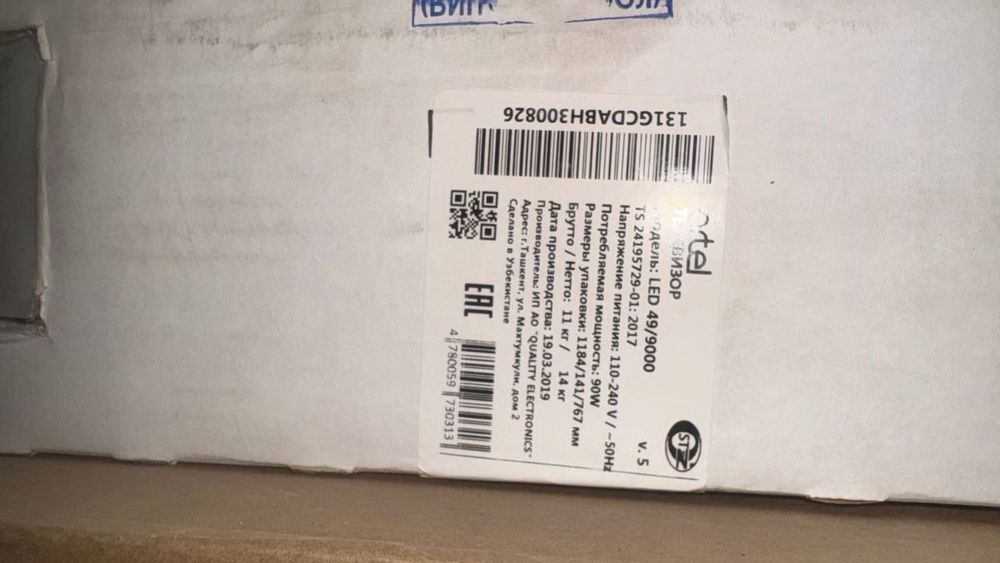 131GCDABH300826
artel
ТЕЛЕВИЗОР
Модель: LED 49/9000
v. 5
TS 24195729-01: 2017
Напряжение питания: 110-240 V / ~50Hz
Потребляемая мощность: 90W
Размеры упаковки: 1184/141/767 мм
Брутто / Нетто: 11 кг / 14 кг
Дата производства: 19.03.2019
Производитель: ИП АО "QUALITY ELECTRONICS"
Адрес: г.Ташкент, ул. Махтумкули, дом 2
Сделано в Узбекистане
EAC
4 780059 730313